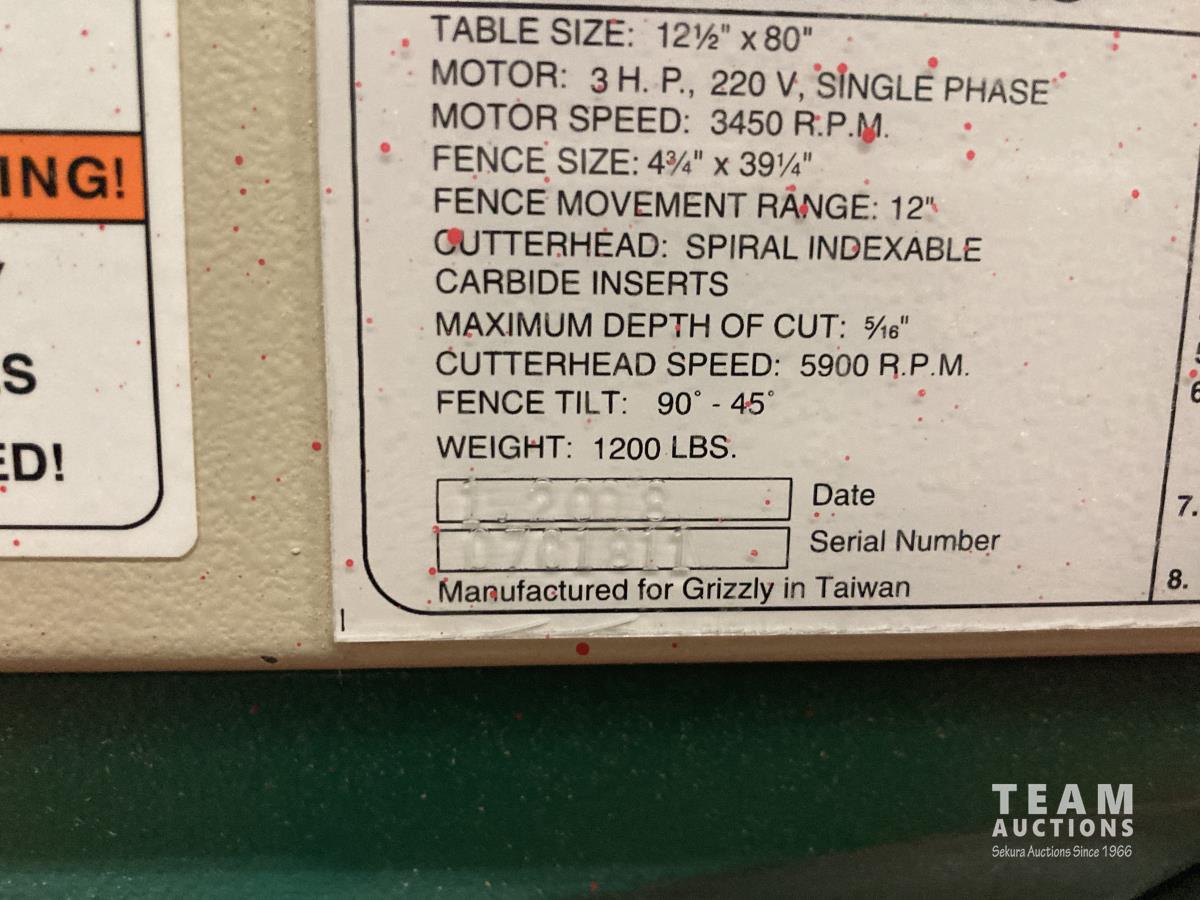 TABLE SIZE: 12½" x 80"
MOTOR: 3 H. P., 220 V, SINGLE PHASE
MOTOR SPEED: 3450 R.P.M.
FENCE SIZE: 4¾" x 39¼"
FENCE MOVEMENT RANGE: 12"
CUTTERHEAD: SPIRAL INDEXABLE
CARBIDE INSERTS
MAXIMUM DEPTH OF CUT: 5/16"
CUTTERHEAD SPEED: 5900 R.P.M.
FENCE TILT: 90° - 45°
WEIGHT: 1200 LBS.
Date
Serial Number
Manufactured for Grizzly in Taiwan
ING!
S
ED!
7.
8.
TEAM
AUCTIONS
Sekura Auctions Since 1966